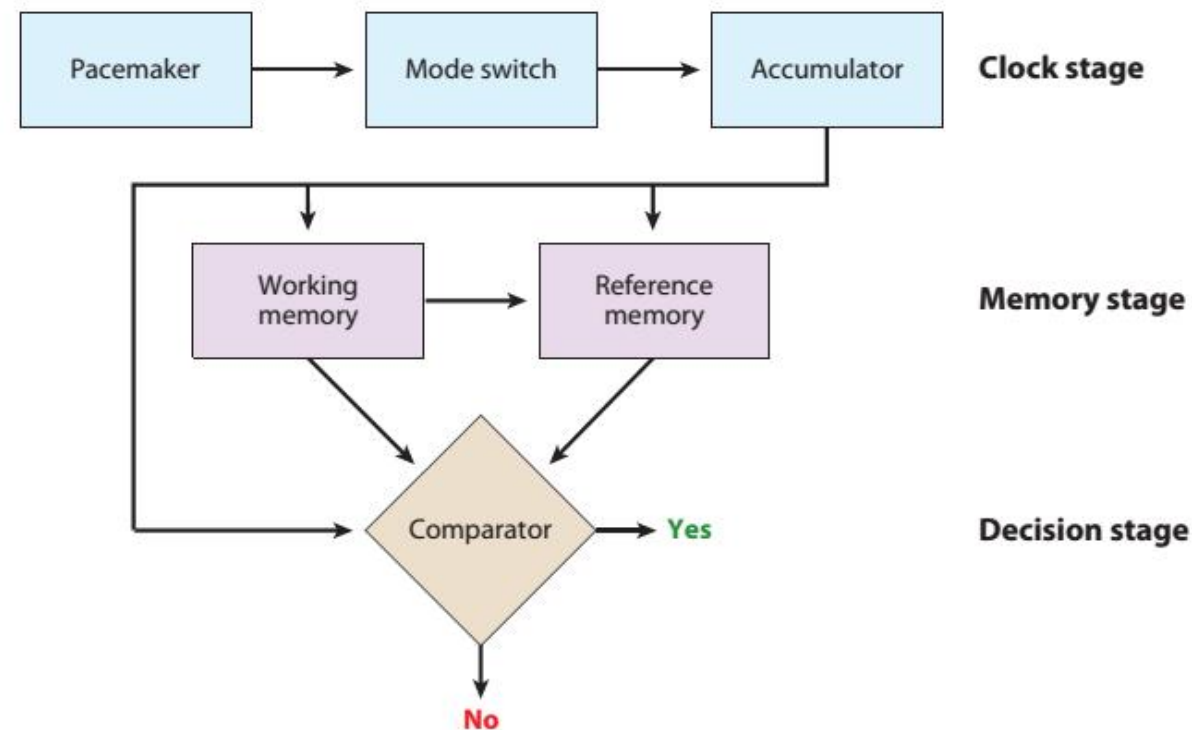 Pacemaker
Mode switch
Accumulator
Clock stage
Working
memory
Reference
memory
Memory stage
Comparator
Yes
Decision stage
No